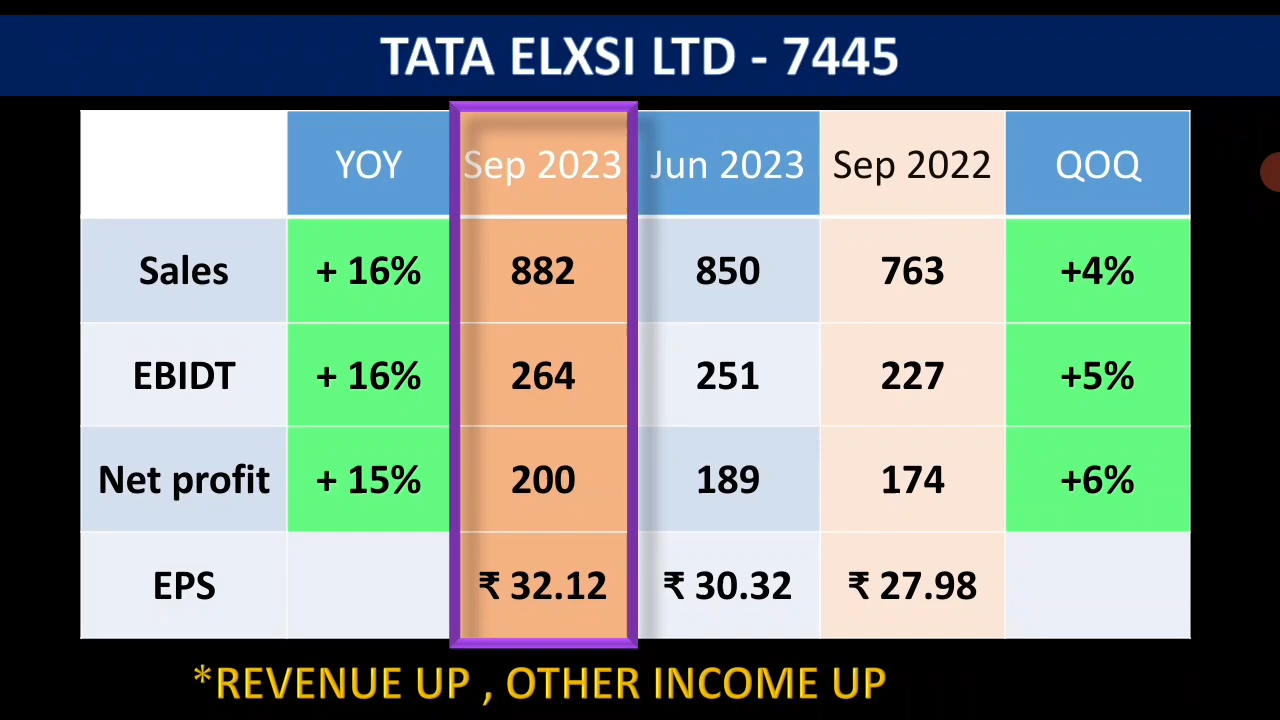 TATA ELXSI LTD - 7445
YOY Sep 2023 Jun 2023 Sep 2022 QOQ
Sales + 16% 882 850 763 +4%
EBIDT + 16% 264 251 227 +5%
Net profit + 15% 200 189 174 +6%
EPS ₹ 32.12 ₹ 30.32 ₹ 27.98
*REVENUE UP , OTHER INCOME UP